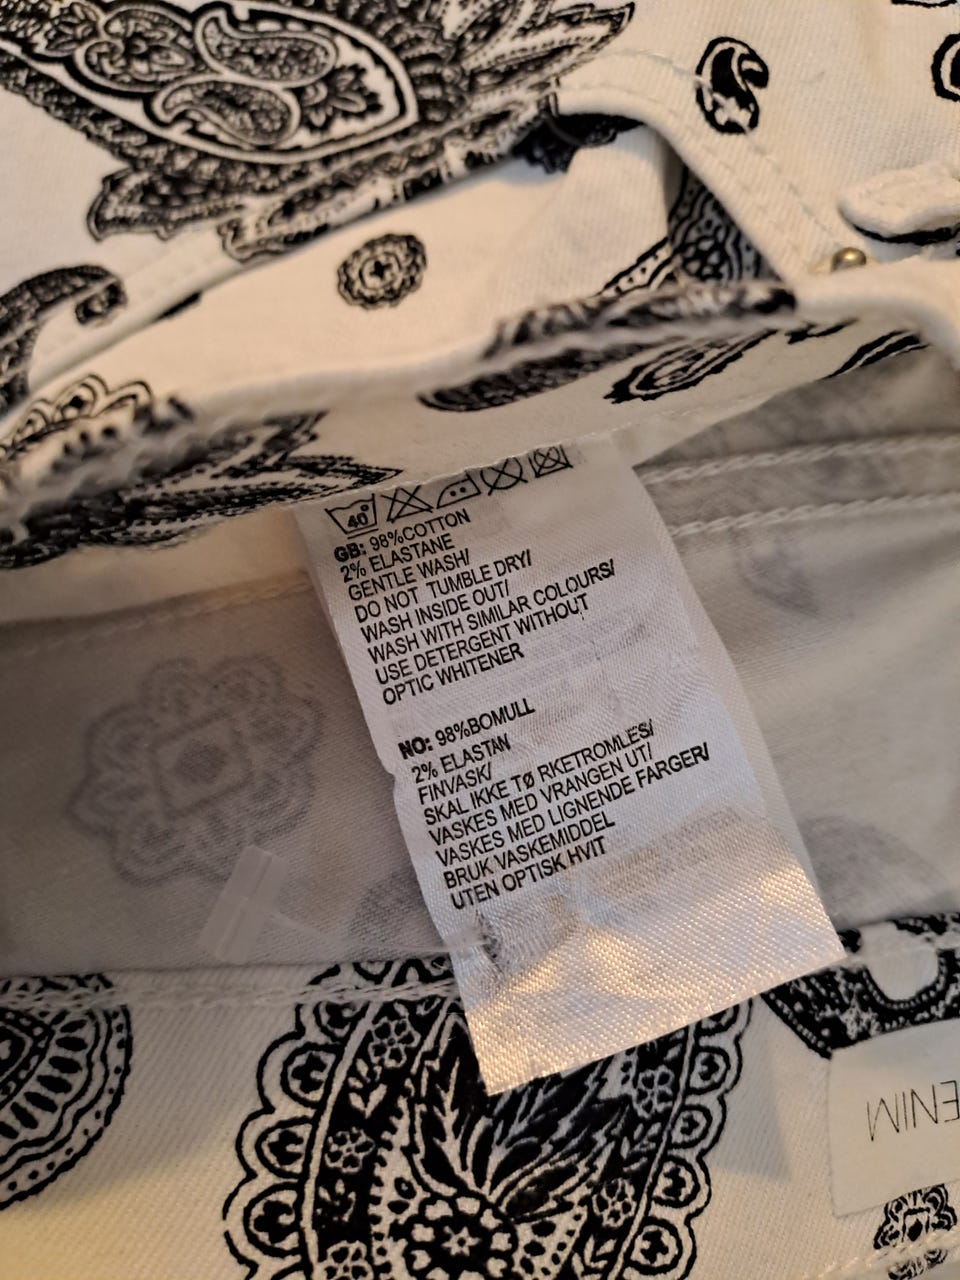 40
GB: 98%COTTON
2% ELASTANE
GENTLE WASH/
DO NOT TUMBLE DRY/
WASH INSIDE OUT/
WASH WITH SIMILAR COLOURS/
USE DETERGENT WITHOUT
OPTIC WHITENER
NO: 98%BOMULL
2% ELASTAN
FINVASK/
SKAL IKKE TØ RKETROMLES/
VASKES MED VRANGEN UT/
VASKES MED LIGNENDE FARGER/
BRUK VASKEMIDDEL
UTEN OPTISK HVIT
ENIM